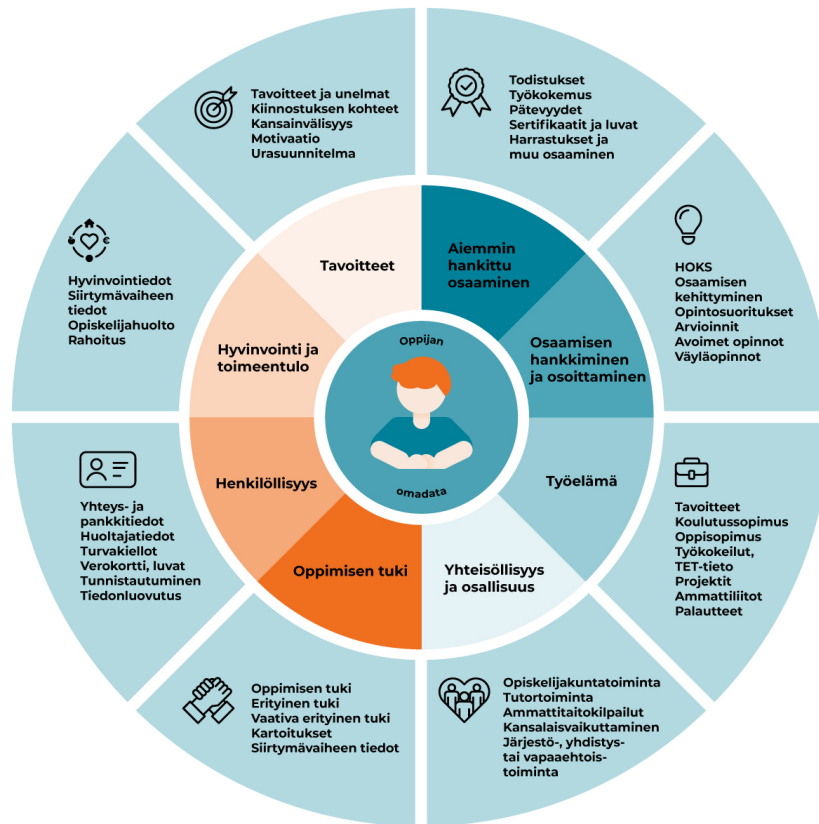 Tavoitteet ja unelmat
Kiinnostuksen kohteet
Kansainvälisyys
Motivaatio
Urasuunnitelma
Todistukset
Työkokemus
Pätevyydet
Sertifikaatit ja luvat
Harrastukset ja
muu osaaminen
Hyvinvointiedot
Siirtymävaiheen
tiedot
Opiskelijahuolto
Rahoitus
Tavoitteet
Aiemmin
hankittu
osaaminen
HOKS
Osaamisen
kehittyminen
Opintosuoritukset
Arvioinnit
Avoimet opinnot
Väyläopinnot
Hyvinvointi ja
toimeentulo
Oppijan
omadata
Osaamisen
hankkiminen
ja osoittaminen
Henkilöllisyys
Työelämä
Yhteys- ja
pankkitiedot
Huoltajatiedot
Turvakiellot
Verokortti, luvat
Tunnistautuminen
Tiedonluovutus
Oppimisen tuki
Yhteisöllisyys
ja osallisuus
Tavoitteet
Koulutussopimus
Oppisopimus
Työkokeilut,
TET-tieto
Projektit
Ammattiliitot
Palautteet
Oppimisen tuki
Erityinen tuki
Vaativa erityinen tuki
Kartoitukset
Siirtymävaiheen tiedot
Opiskelijakuntatoiminta
Tutortoiminta
Ammattitaitokilpailut
Kansalaisvaikuttaminen
Järjestö-, yhdistys-
tai vapaaehtois-
toiminta